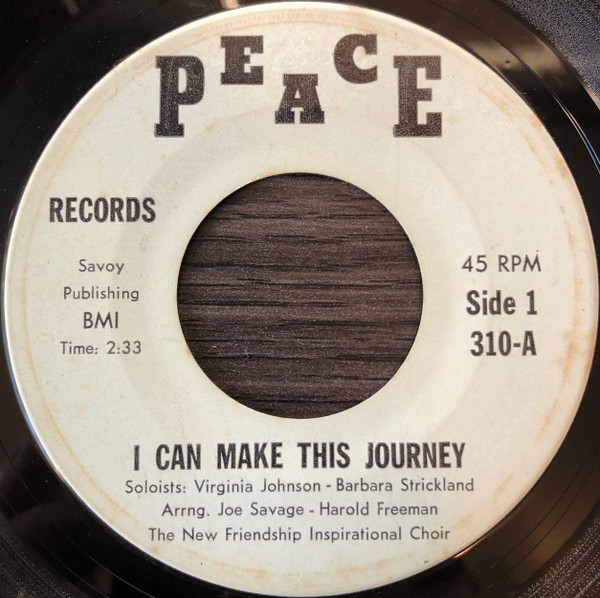 PEACE
RECORDS
Savoy
Publishing
BMI
Time: 2:33
45 RPM
Side 1
310-A
I CAN MAKE THIS JOURNEY
Soloists: Virginia Johnson - Barbara Strickland
Arrng. Joe Savage - Harold Freeman
The New Friendship Inspirational Choir